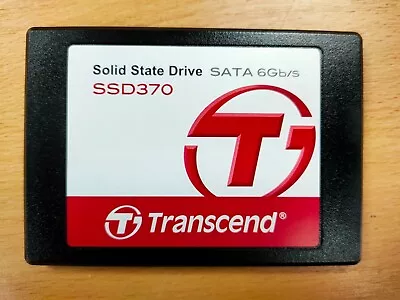 Solid State Drive SATA 6Gb/s
SSD370
Transcend®